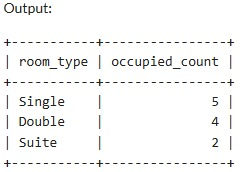 Output:
+-----------+----------------+
| room_type | occupied_count |
+-----------+----------------+
| Single    |              5 |
| Double    |              4 |
| Suite     |              2 |
+-----------+----------------+